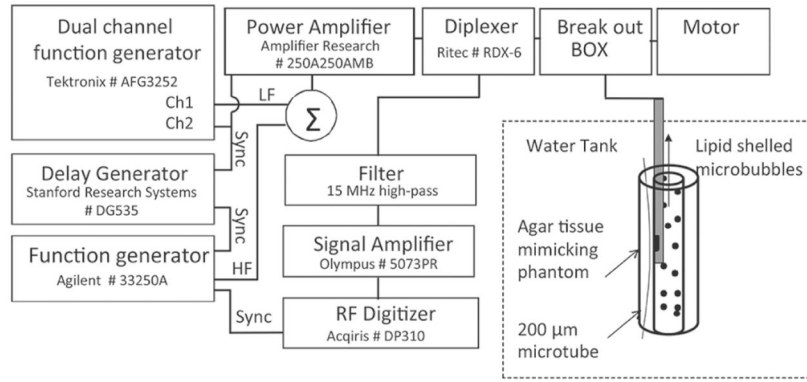 Dual channel
function generator
Tektronix # AFG3252
Ch1
Ch2
LF
Σ
Power Amplifier
Amplifier Research
# 250A250AMB
Diplexer
Ritec # RDX-6
Break out
BOX
Motor
Sync
Delay Generator
Stanford Research Systems
# DG535
Sync
Function generator
Agilent # 33250A
HF
Sync
Filter
15 MHz high-pass
Signal Amplifier
Olympus # 5073PR
RF Digitizer
Acqiris # DP310
Water Tank
Lipid shelled
microbubbles
Agar tissue
mimicking
phantom
200 μm
microtube